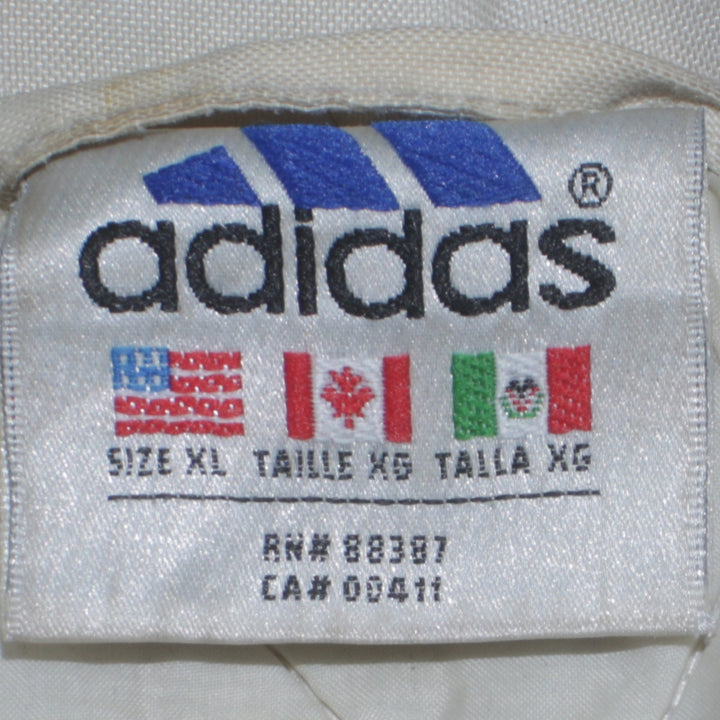 adidas®
SIZE XL TAILLE XG TALLA XG
RN# 88387
CA# 00411